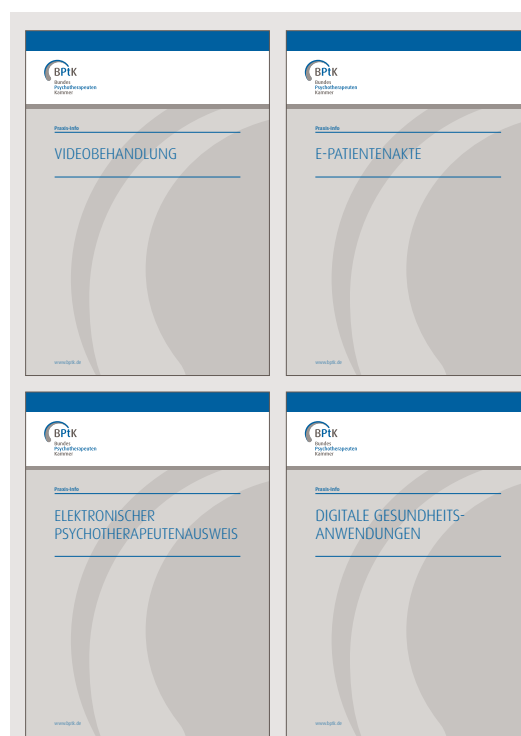 BPtK
Bundes
Psychotherapeuten
Kammer
Praxis-Info
VIDEOBEHANDLUNG
www.bptk.de
BPtK
Bundes
Psychotherapeuten
Kammer
Praxis-Info
E-PATIENTENAKTE
www.bptk.de
BPtK
Bundes
Psychotherapeuten
Kammer
Praxis-Info
ELEKTRONISCHER
PSYCHOTHERAPEUTENAUSWEIS
www.bptk.de
BPtK
Bundes
Psychotherapeuten
Kammer
Praxis-Info
DIGITALE GESUNDHEITS-
ANWENDUNGEN
www.bptk.de